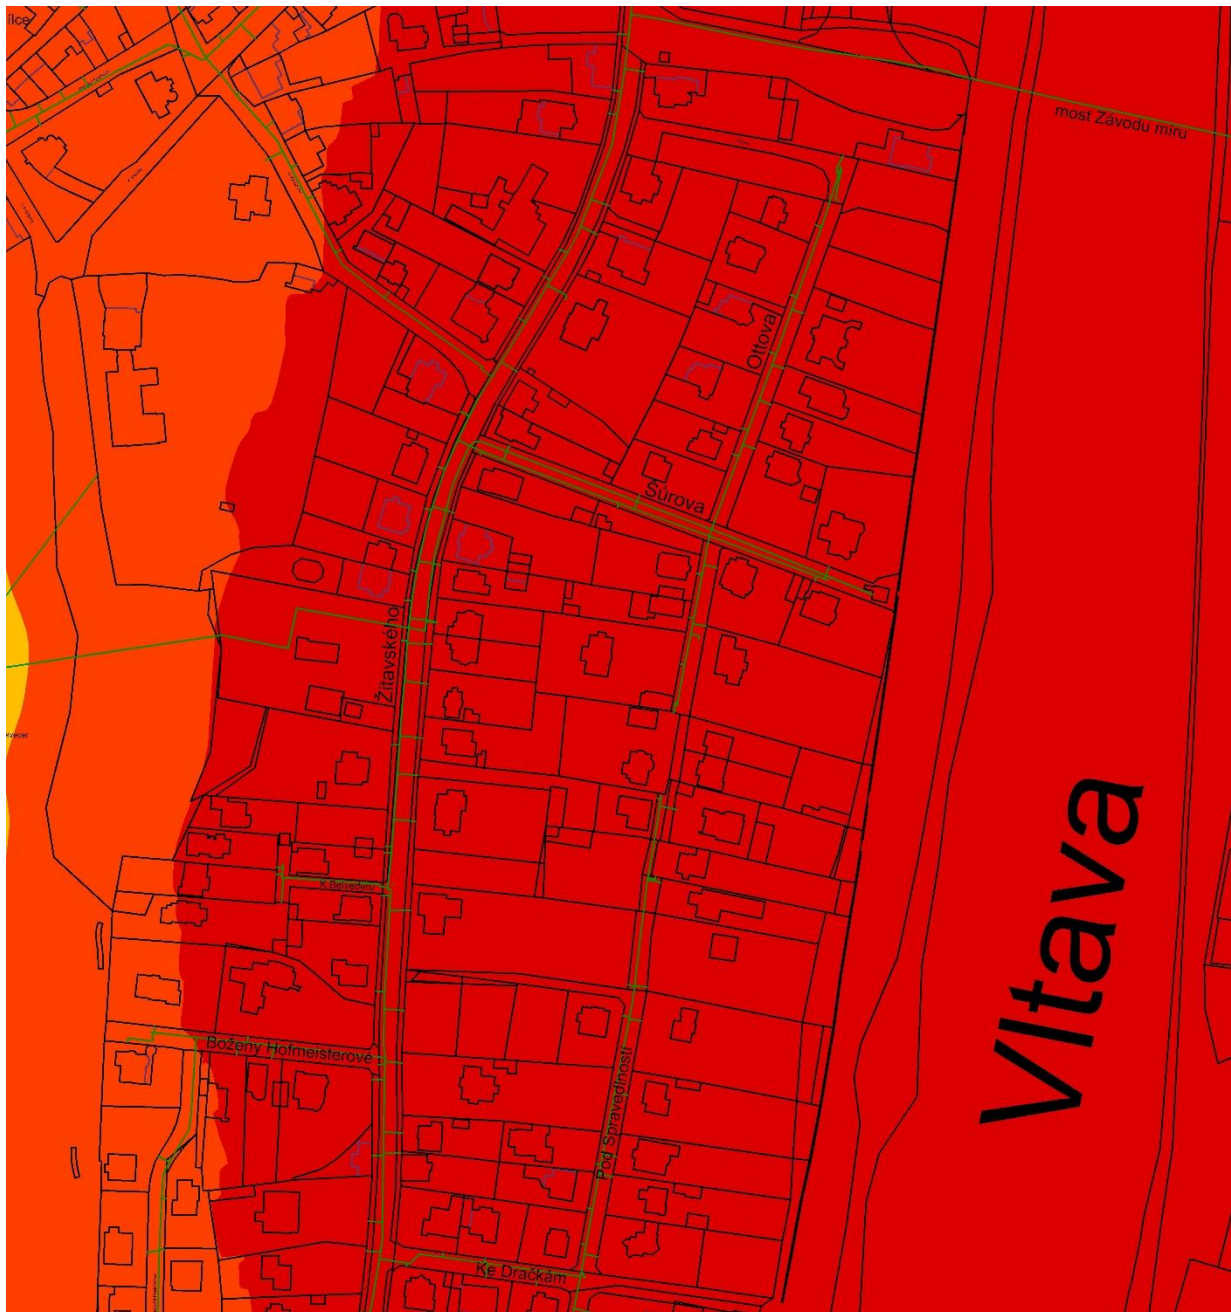 most Závodu míru
Ottova
Šůrova
Žitavského
Vltava
K Belvederu
Boženy Hofmeisterové
Pod Spravedlností
Ke Dračkám